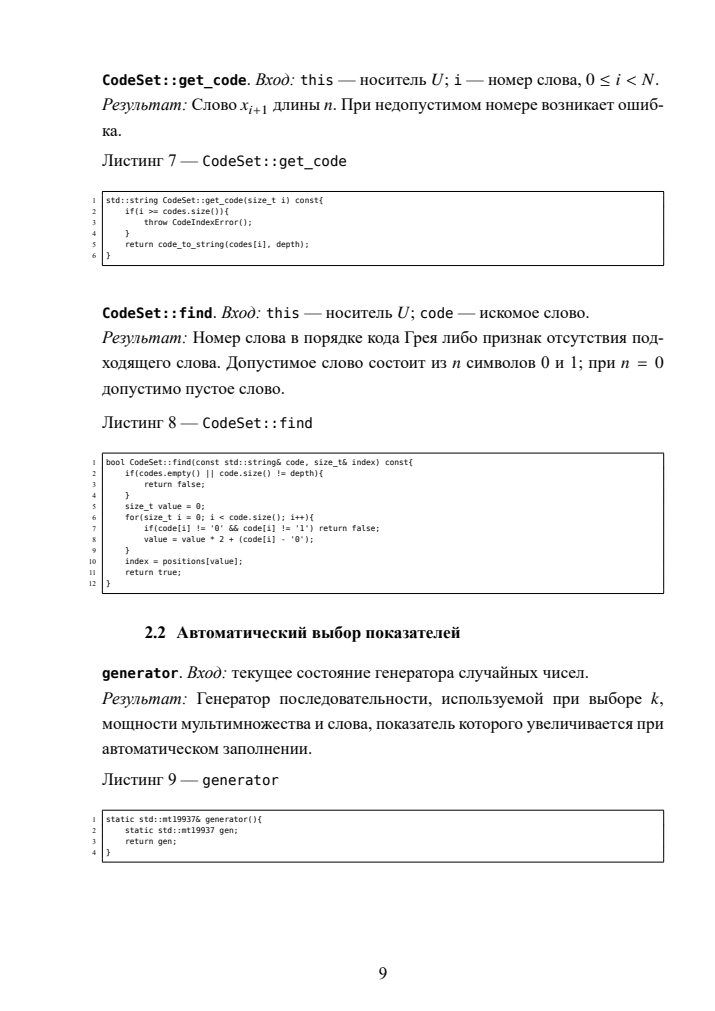 CodeSet::get_code. Вход: this — носитель U; i — номер слова, 0 ≤ i < N.
Результат: Слово xᵢ₊₁ длины n. При недопустимом номере возникает ошиб-
ка.
Листинг 7 — CodeSet::get_code
1 std::string CodeSet::get_code(size_t i) const{
2     if(i >= codes.size()){
3         throw CodeIndexError();
4     }
5     return code_to_string(codes[i], depth);
6 }
CodeSet::find. Вход: this — носитель U; code — искомое слово.
Результат: Номер слова в порядке кода Грея либо признак отсутствия под-
ходящего слова. Допустимое слово состоит из n символов 0 и 1; при n = 0
допустимо пустое слово.
Листинг 8 — CodeSet::find
1 bool CodeSet::find(const std::string& code, size_t& index) const{
2     if(codes.empty() || code.size() != depth){
3         return false;
4     }
5     size_t value = 0;
6     for(size_t i = 0; i < code.size(); i++){
7         if(code[i] != '0' && code[i] != '1') return false;
8         value = value * 2 + (code[i] - '0');
9     }
10     index = positions[value];
11     return true;
12 }
2.2 Автоматический выбор показателей
generator. Вход: текущее состояние генератора случайных чисел.
Результат: Генератор последовательности, используемой при выборе k,
мощности мультимножества и слова, показатель которого увеличивается при
автоматическом заполнении.
Листинг 9 — generator
1 static std::mt19937& generator(){
2     static std::mt19937 gen;
3     return gen;
4 }
9